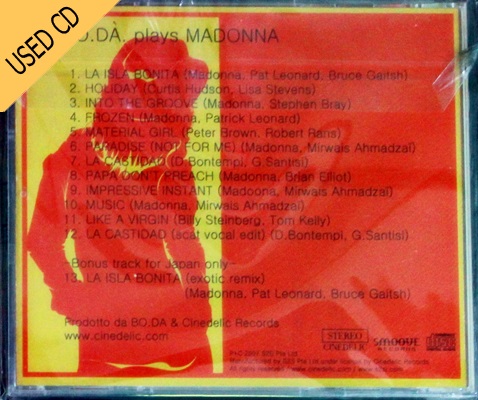 USED CD
BO.DA. plays MADONNA
1. LA ISLA BONITA (Madonna, Pat Leonard, Bruce Gaitsh)
2. HOLIDAY (Curtis Hudson, Lisa Stevens)
3. INTO THE GROOVE (Madonna, Stephen Bray)
4. FROZEN (Madonna, Patrick Leonard)
5. MATERIAL GIRL (Peter Brown, Robert Rans)
6. PARADISE (NOT FOR ME) (Madonna, Mirwais Ahmadzai)
7. LA CASTIDAD (D.Bontempi, G.Santisi)
8. PAPA DON'T PREACH (Madonna, Brian Elliot)
9. IMPRESSIVE INSTANT (Madoona, Mirwais Ahmadzai)
10. MUSIC (Madonna, Mirwais Ahmadzai)
11. LIKE A VIRGIN (Billy Steinberg, Tom Kelly)
12. LA CASTIDAD (scat vocal edit) (D.Bontempi, G.Santisi)
-Bonus track for Japan only-
13. LA ISLA BONITA (exotic remix)
(Madonna, Pat Leonard, Bruce Gaitsh)
Prodotto da BO.DA & Cinedelic Records
www.cinedelic.com
STEREO
CINEDELIC
SMOOVE
RECORDS